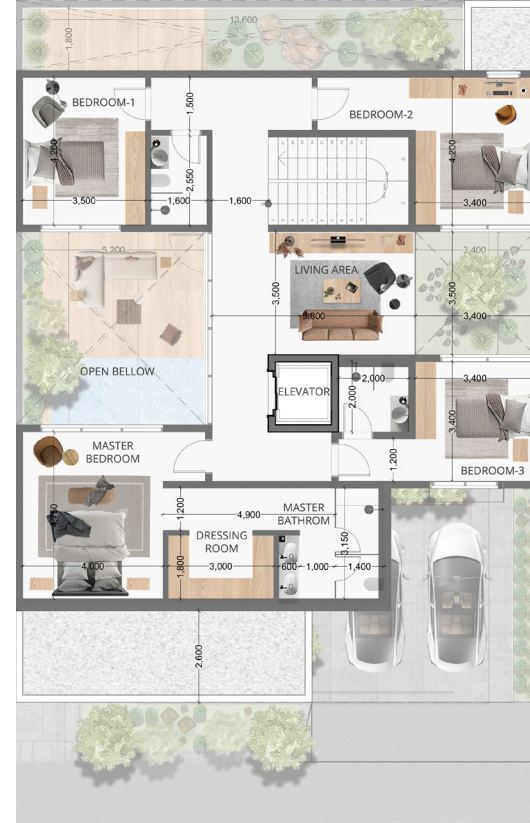 12,600
1,800
BEDROOM-1
1,500
BEDROOM-2
4,200
4,200
2,550
3,500
1,600
1,600
3,400
5,200
3,400
LIVING AREA
3,500
3,500
5,800
3,400
OPEN BELLOW
ELEVATOR
2,000
2,000
3,400
3,400
MASTER
BEDROOM
1,200
BEDROOM-3
1,200
4,900
MASTER
BATHROM
DRESSING
ROOM
3,150
4,000
1,800
3,000
600
1,000
1,400
2,600